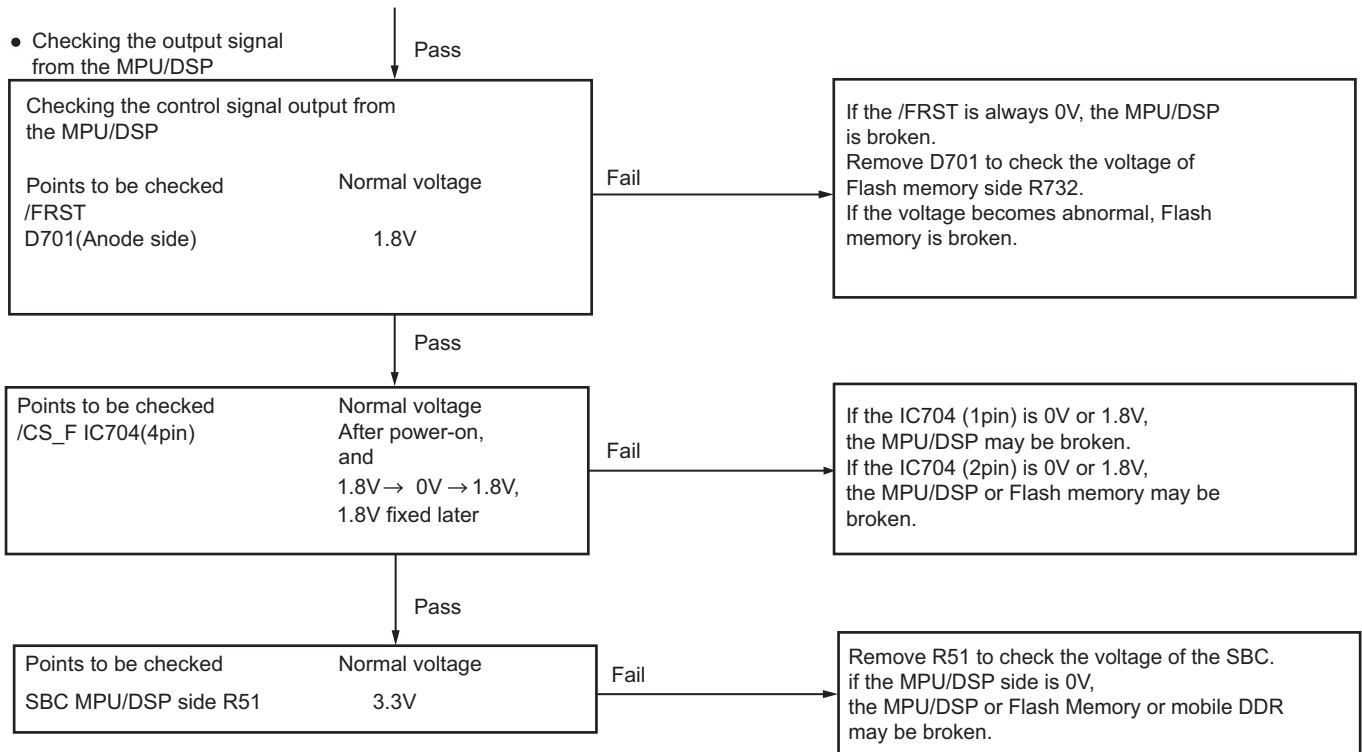 ● Checking the output signal
from the MPU/DSP
Pass
Checking the control signal output from
the MPU/DSP
Points to be checked Normal voltage
/FRST
D701(Anode side) 1.8V
Fail
If the /FRST is always 0V, the MPU/DSP
is broken.
Remove D701 to check the voltage of
Flash memory side R732.
If the voltage becomes abnormal, Flash
memory is broken.
Pass
Points to be checked Normal voltage
/CS_F IC704(4pin) After power-on,
and
1.8V→ 0V →1.8V,
1.8V fixed later
Fail
If the IC704 (1pin) is 0V or 1.8V,
the MPU/DSP may be broken.
If the IC704 (2pin) is 0V or 1.8V,
the MPU/DSP or Flash memory may be
broken.
Pass
Points to be checked Normal voltage
SBC MPU/DSP side R51 3.3V
Fail
Remove R51 to check the voltage of the SBC.
if the MPU/DSP side is 0V,
the MPU/DSP or Flash Memory or mobile DDR
may be broken.